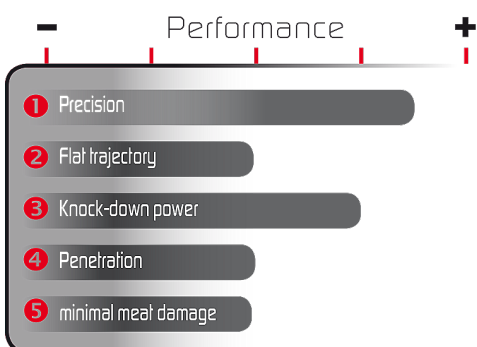 – Performance +
1 Precision
2 Flat trajectory
3 Knock-down power
4 Penetration
5 minimal meat damage